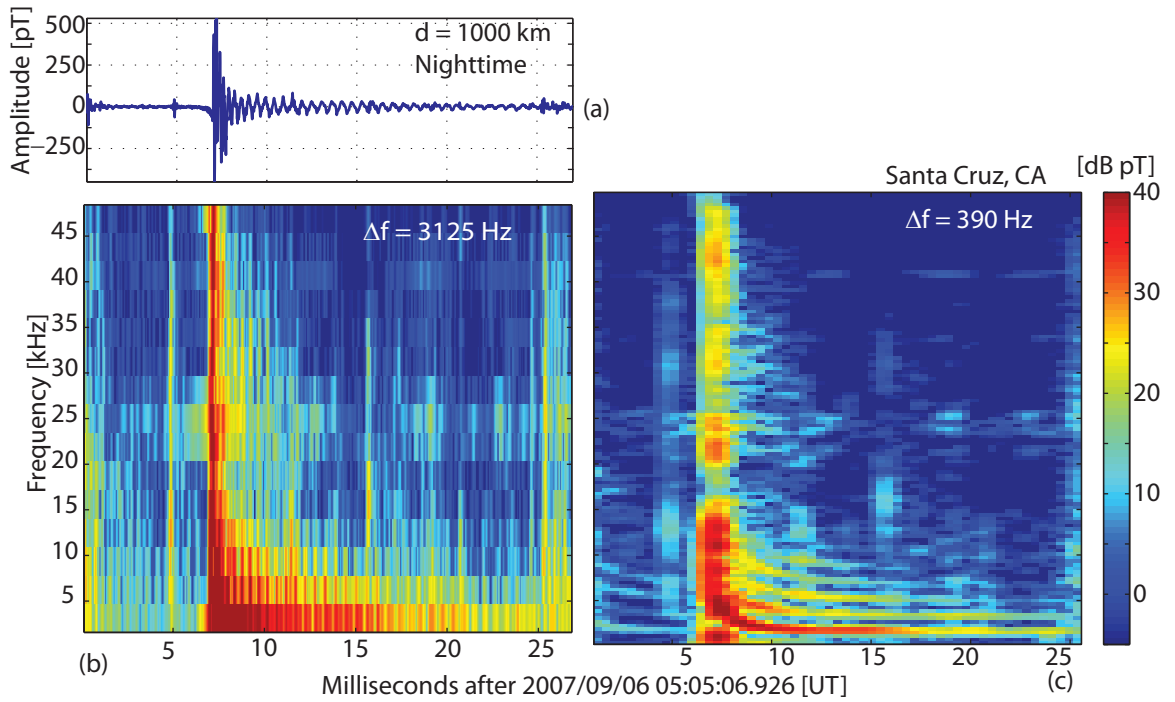 Amplitude [pT]
500
250
0
−250
d = 1000 km
Nighttime
(a)
Santa Cruz, CA
[dB pT]
Frequency [kHz]
45
40
35
30
25
20
15
10
5
Δf = 3125 Hz
Δf = 390 Hz
40
30
20
10
0
5 10 15 20 25
5 10 15 20 25
(b)
(c)
Milliseconds after 2007/09/06 05:05:06.926 [UT]